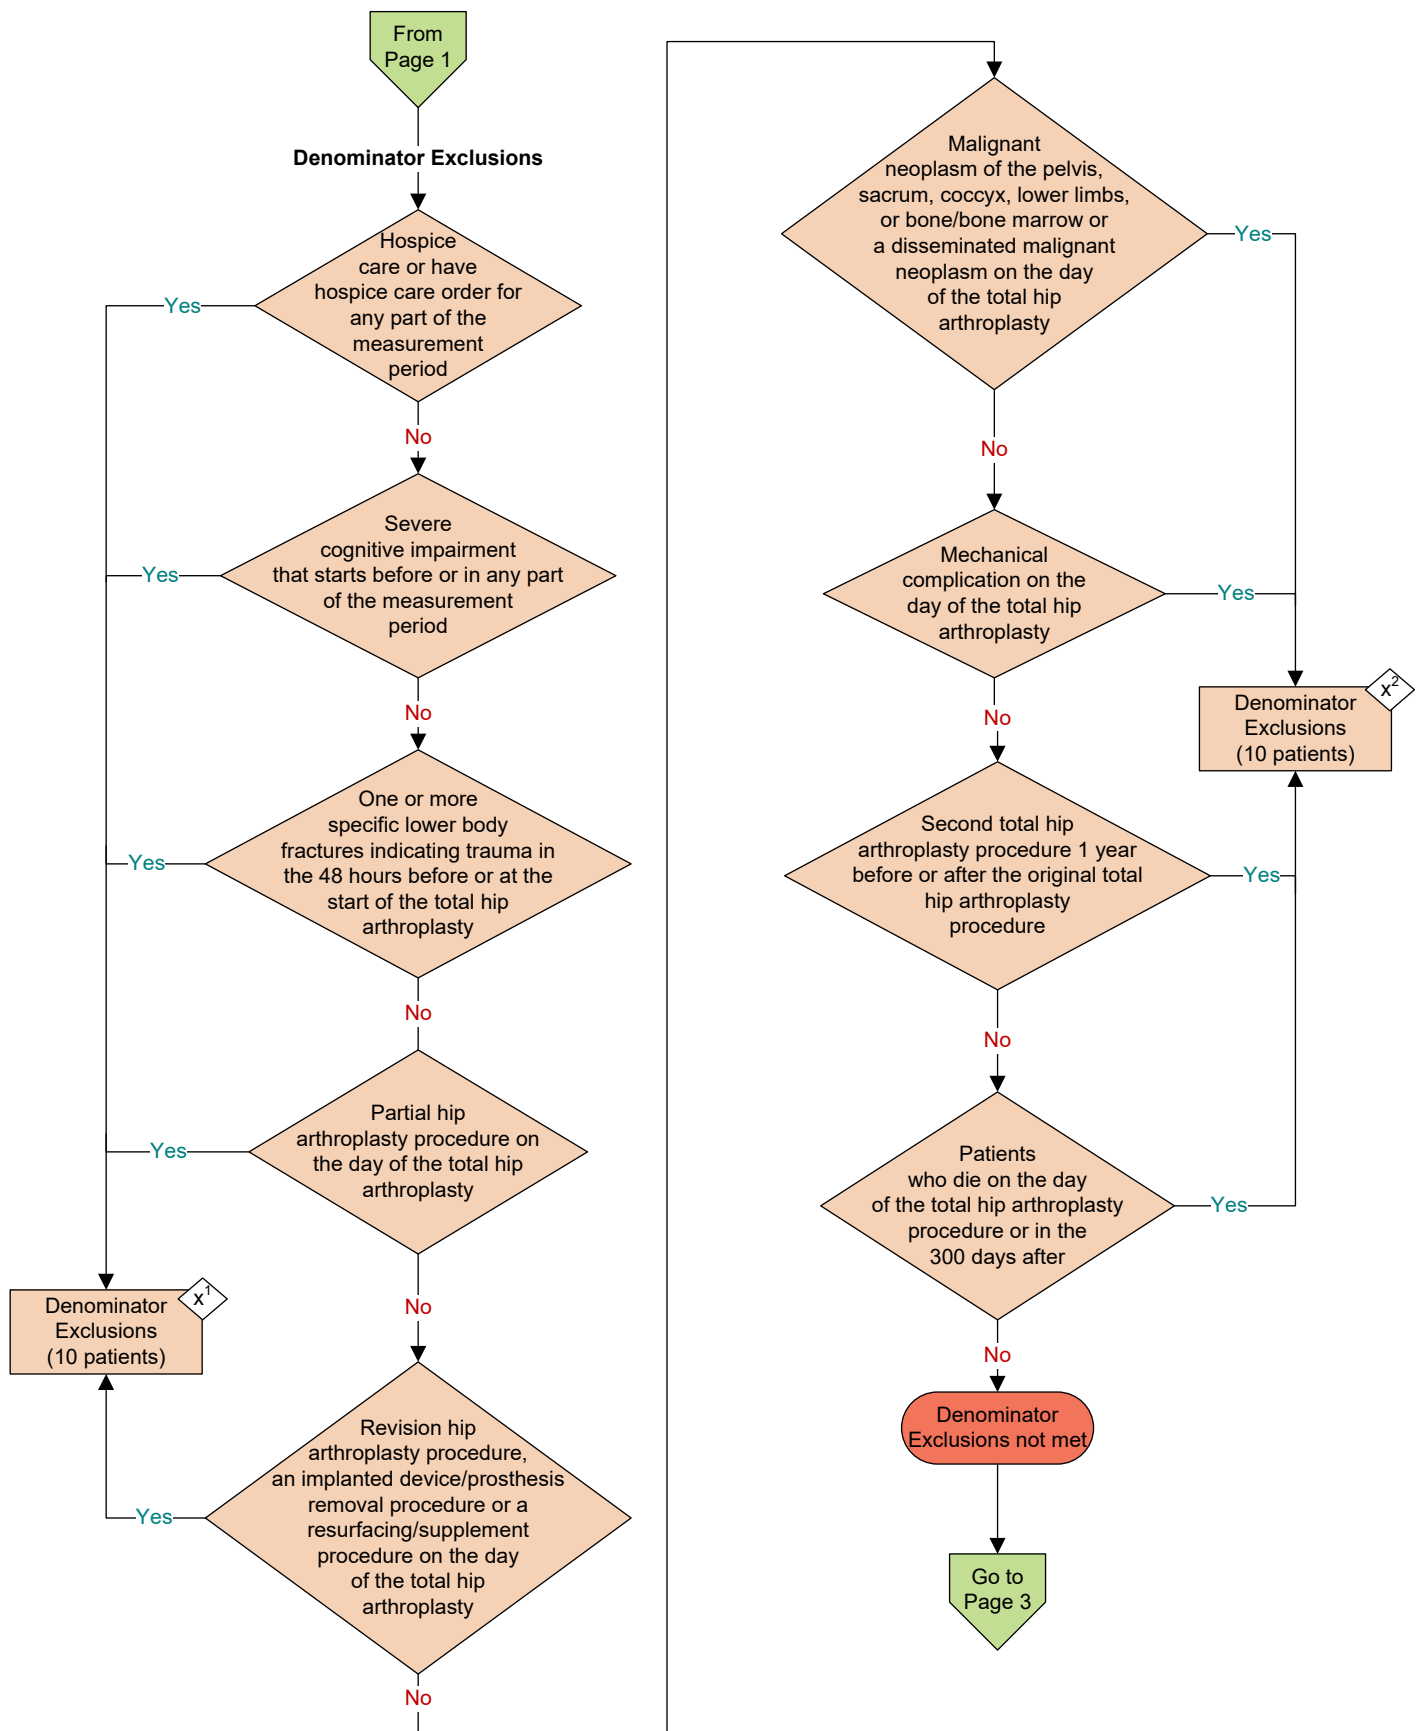 From
Page 1
Denominator Exclusions
Hospice
care or have
hospice care order for
any part of the
measurement
period
Yes
No
Severe
cognitive impairment
that starts before or in any part
of the measurement
period
Yes
No
One or more
specific lower body
fractures indicating trauma in
the 48 hours before or at the
start of the total hip
arthroplasty
Yes
No
Partial hip
arthroplasty procedure on
the day of the total hip
arthroplasty
Yes
No
Denominator
Exclusions
(10 patients)
x¹
Revision hip
arthroplasty procedure,
an implanted device/prosthesis
removal procedure or a
resurfacing/supplement
procedure on the day
of the total hip
arthroplasty
Yes
No
Malignant
neoplasm of the pelvis,
sacrum, coccyx, lower limbs,
or bone/bone marrow or
a disseminated malignant
neoplasm on the day
of the total hip
arthroplasty
Yes
No
Mechanical
complication on the
day of the total hip
arthroplasty
Yes
No
Denominator
Exclusions
(10 patients)
x²
Second total hip
arthroplasty procedure 1 year
before or after the original total
hip arthroplasty
procedure
Yes
No
Patients
who die on the day
of the total hip arthroplasty
procedure or in the
300 days after
Yes
No
Denominator
Exclusions not met
Go to
Page 3